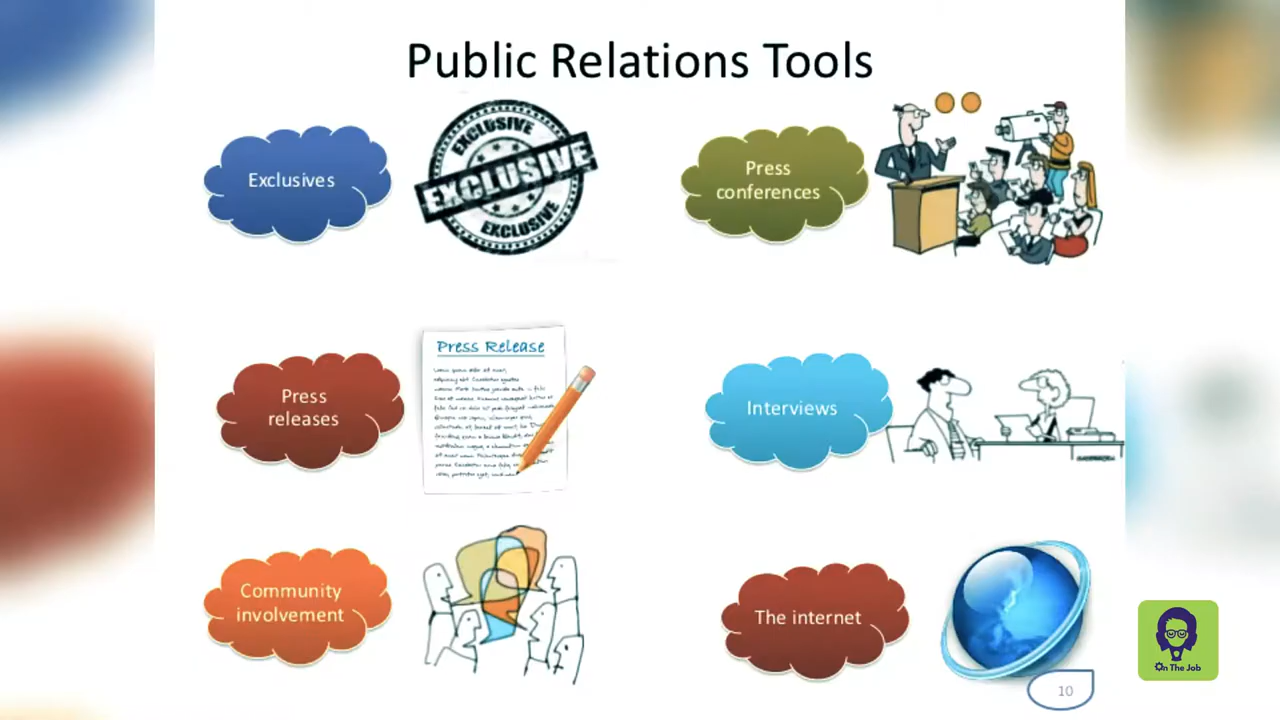 Public Relations Tools
Exclusives
EXCLUSIVE
EXCLUSIVE
EXCLUSIVE
Press
conferences
Press
releases
Press Release
Interviews
Community
involvement
The internet
10
On The Job